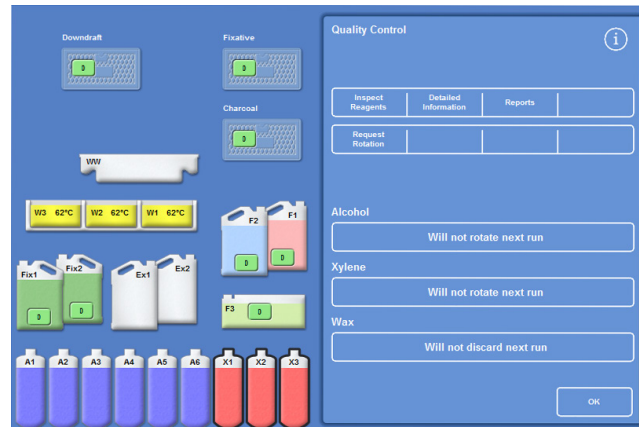 Downdraft
D
Fixative
D
Charcoal
D
WW
W3 62°C W2 62°C W1 62°C
F2 F1
D D
Fix1 Fix2 Ex1 Ex2
D D
F3 D
A1 A2 A3 A4 A5 A6 X1 X2 X3
Quality Control
i
Inspect Reagents
Detailed Information
Reports
Request Rotation
Alcohol
Will not rotate next run
Xylene
Will not rotate next run
Wax
Will not discard next run
OK